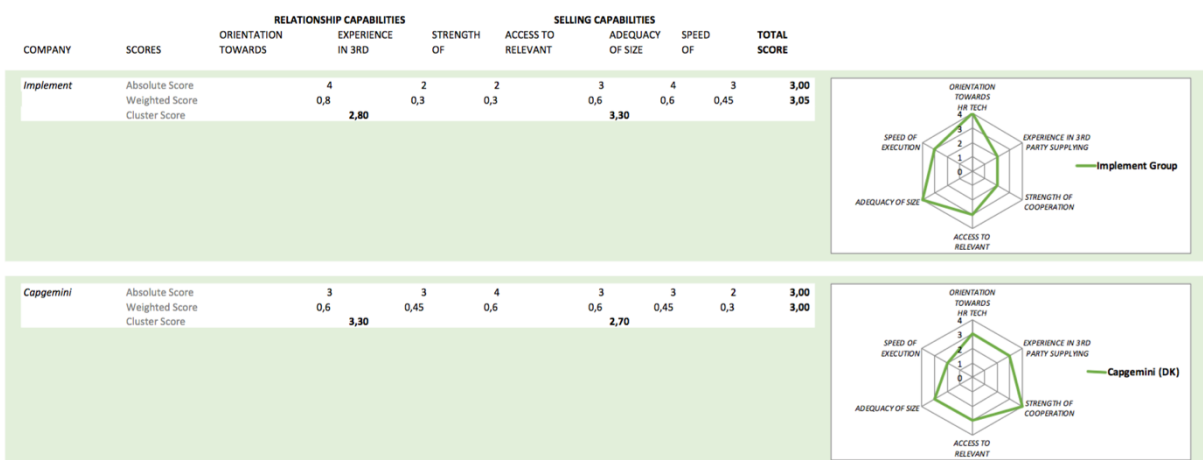 RELATIONSHIP CAPABILITIES SELLING CAPABILITIES
ORIENTATION EXPERIENCE STRENGTH ACCESS TO ADEQUACY SPEED TOTAL
COMPANY SCORES TOWARDS IN 3RD OF RELEVANT OF SIZE OF SCORE
Implement Absolute Score 4 2 2 3 4 3 3,00
Weighted Score 0,8 0,3 0,3 0,6 0,6 0,45 3,05
Cluster Score 2,80 3,30
ORIENTATION
TOWARDS
HR TECH
4
3
2
1
0
SPEED OF
EXECUTION
EXPERIENCE IN 3RD
PARTY SUPPLYING
Implement Group
ADEQUACY OF SIZE
STRENGTH OF
COOPERATION
ACCESS TO
RELEVANT
Capgemini Absolute Score 3 3 4 3 3 2 3,00
Weighted Score 0,6 0,45 0,6 0,6 0,45 0,3 3,00
Cluster Score 3,30 2,70
ORIENTATION
TOWARDS
HR TECH
4
3
2
1
0
SPEED OF
EXECUTION
EXPERIENCE IN 3RD
PARTY SUPPLYING
Capgemini (DK)
ADEQUACY OF SIZE
STRENGTH OF
COOPERATION
ACCESS TO
RELEVANT